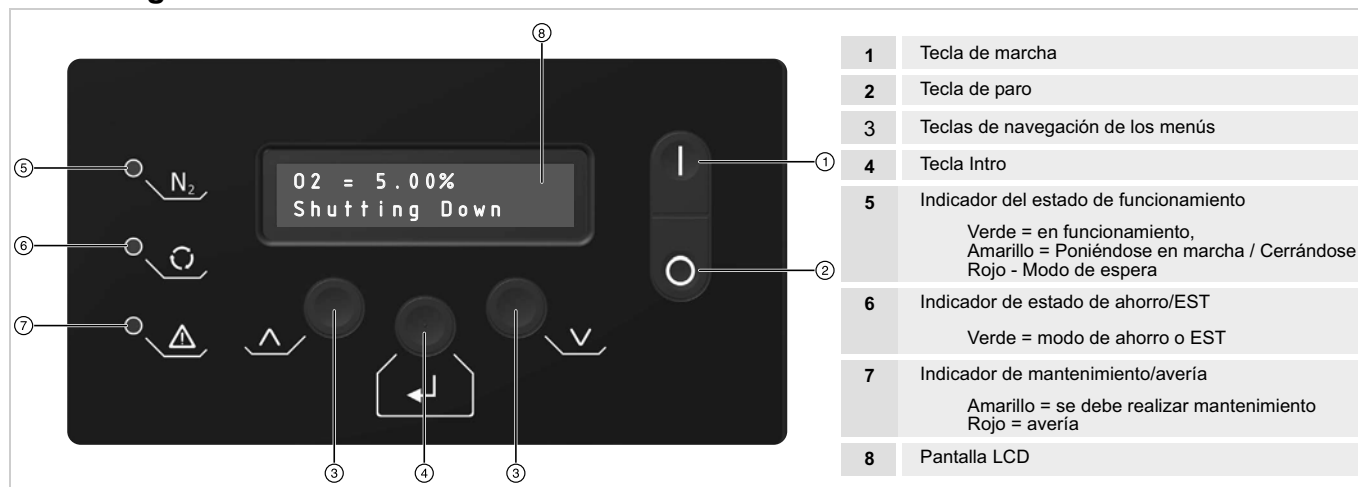 8
5
N2
O2 = 5.00%
Shutting Down
1
6
2
7
3
4
3
1 Tecla de marcha
2 Tecla de paro
3 Teclas de navegación de los menús
4 Tecla Intro
5 Indicador del estado de funcionamiento
Verde = en funcionamiento,
Amarillo = Poniéndose en marcha / Cerrándose
Rojo - Modo de espera
6 Indicador de estado de ahorro/EST
Verde = modo de ahorro o EST
7 Indicador de mantenimiento/avería
Amarillo = se debe realizar mantenimiento
Rojo = avería
8 Pantalla LCD